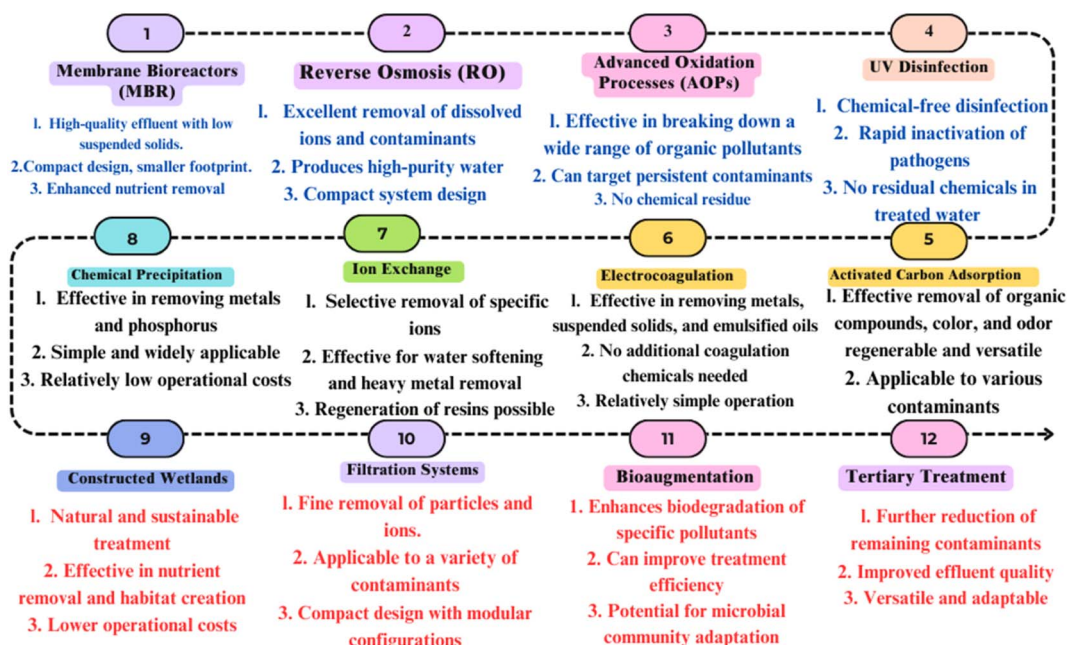 1
Membrane Bioreactors
(MBR)
1. High-quality effluent with low
suspended solids.
2.Compact design, smaller footprint.
3. Enhanced nutrient removal
2
Reverse Osmosis (RO)
1. Excellent removal of dissolved
ions and contaminants
2. Produces high-purity water
3. Compact system design
3
Advanced Oxidation
Processes (AOPs)
1. Effective in breaking down a
wide range of organic pollutants
2. Can target persistent contaminants
3. No chemical residue
4
UV Disinfection
1. Chemical-free disinfection
2. Rapid inactivation of
pathogens
3. No residual chemicals in
treated water
5
Activated Carbon Adsorption
1. Effective removal of organic
compounds, color, and odor
regenerable and versatile
2. Applicable to various
contaminants
6
Electrocoagulation
1. Effective in removing metals,
suspended solids, and emulsified oils
2. No additional coagulation
chemicals needed
3. Relatively simple operation
7
Ion Exchange
1. Selective removal of specific
ions
2. Effective for water softening
and heavy metal removal
3. Regeneration of resins possible
8
Chemical Precipitation
1. Effective in removing metals
and phosphorus
2. Simple and widely applicable
3. Relatively low operational costs
9
Constructed Wetlands
1. Natural and sustainable
treatment
2. Effective in nutrient
removal and habitat creation
3. Lower operational costs
10
Filtration Systems
1. Fine removal of particles and
ions.
2. Applicable to a variety of
contaminants
3. Compact design with modular
configurations
11
Bioaugmentation
1. Enhances biodegradation of
specific pollutants
2. Can improve treatment
efficiency
3. Potential for microbial
community adaptation
12
Tertiary Treatment
1. Further reduction of
remaining contaminants
2. Improved effluent quality
3. Versatile and adaptable